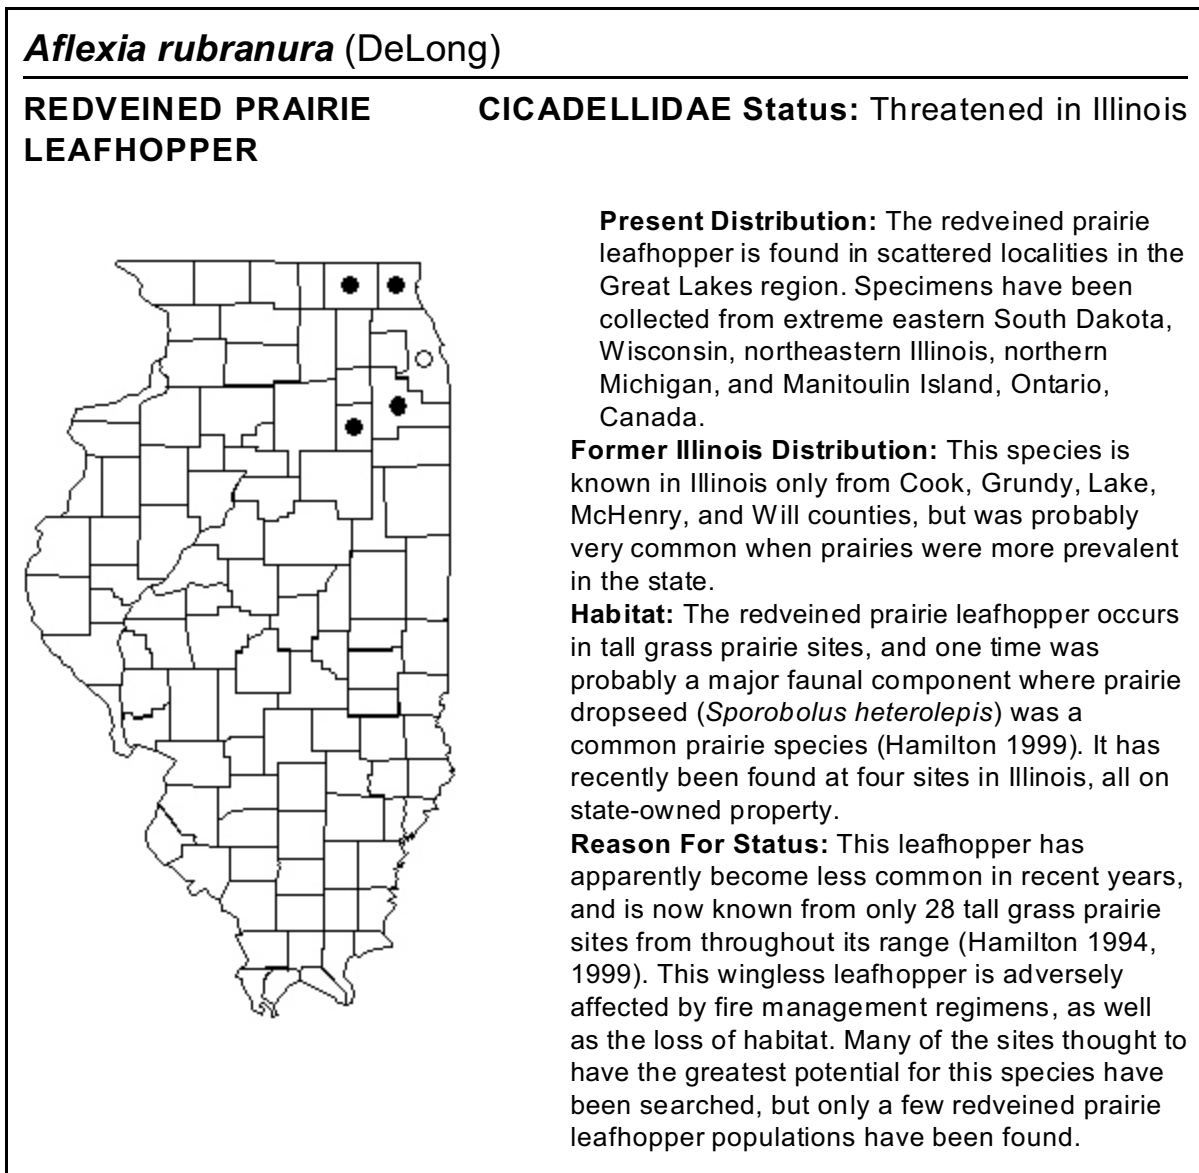 Aflexia rubranura (DeLong)
REDVEINED PRAIRIE
LEAFHOPPER
CICADELLIDAE Status: Threatened in Illinois
Present Distribution: The redveined prairie
leafhopper is found in scattered localities in the
Great Lakes region. Specimens have been
collected from extreme eastern South Dakota,
Wisconsin, northeastern Illinois, northern
Michigan, and Manitoulin Island, Ontario,
Canada.
Former Illinois Distribution: This species is
known in Illinois only from Cook, Grundy, Lake,
McHenry, and Will counties, but was probably
very common when prairies were more prevalent
in the state.
Habitat: The redveined prairie leafhopper occurs
in tall grass prairie sites, and one time was
probably a major faunal component where prairie
dropseed (Sporobolus heterolepis) was a
common prairie species (Hamilton 1999). It has
recently been found at four sites in Illinois, all on
state-owned property.
Reason For Status: This leafhopper has
apparently become less common in recent years,
and is now known from only 28 tall grass prairie
sites from throughout its range (Hamilton 1994,
1999). This wingless leafhopper is adversely
affected by fire management regimens, as well
as the loss of habitat. Many of the sites thought to
have the greatest potential for this species have
been searched, but only a few redveined prairie
leafhopper populations have been found.